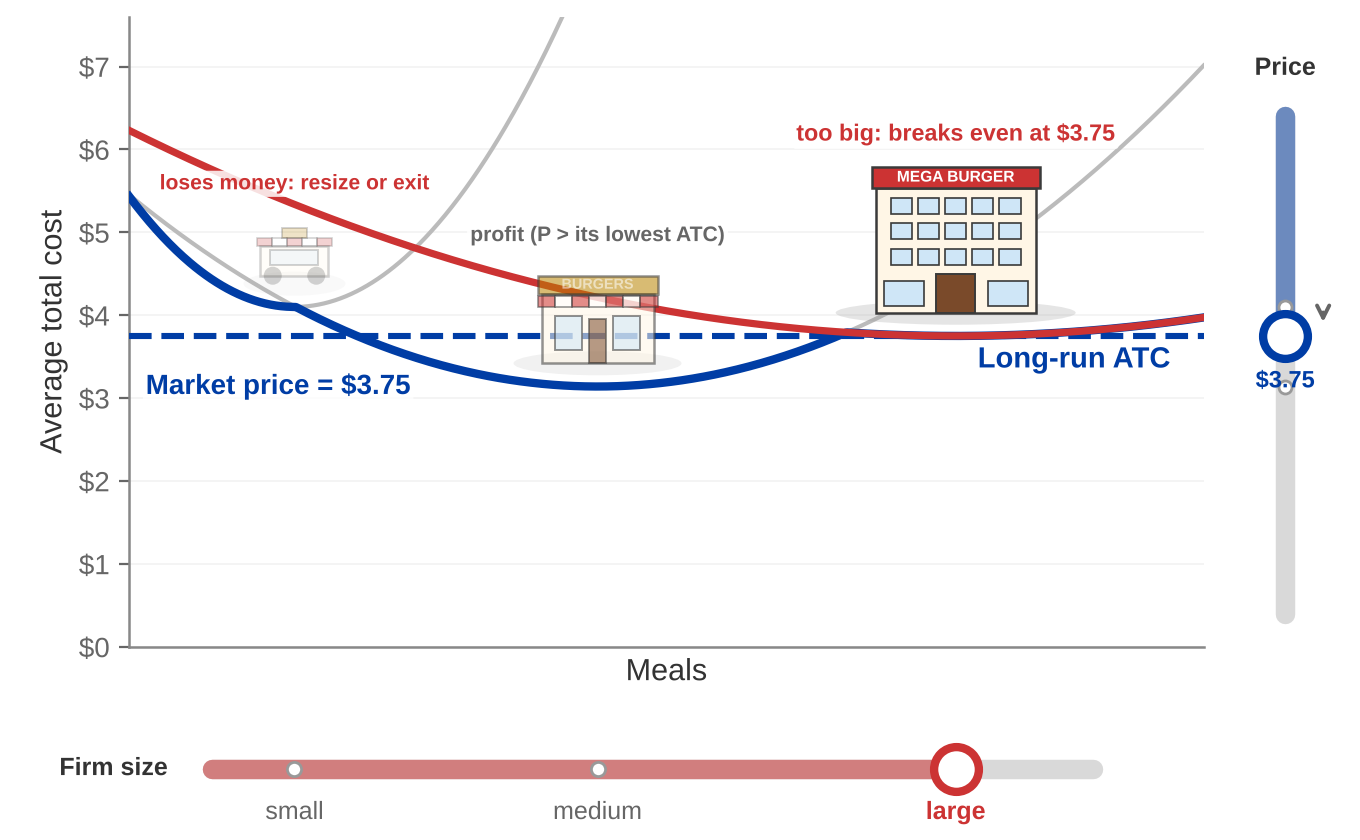 $7
$6
$5
$4
$3
$2
$1
$0
Average total cost
Meals
loses money: resize or exit
profit (P > its lowest ATC)
BURGERS
too big: breaks even at $3.75
MEGA BURGER
Market price = $3.75
Long-run ATC
Price
$3.75
Firm size
small
medium
large